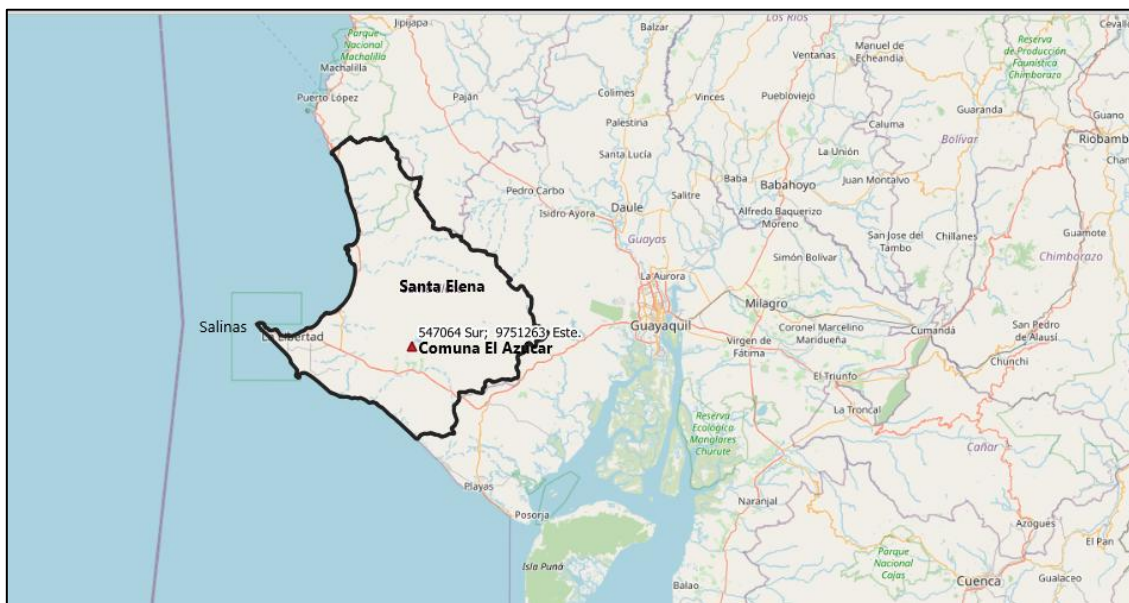 Jipijapa
Balzar
Los Ríos
Parque
Nacional
Machalilla
Machalilla
Puerto López
Paján
Colimes
Palestina
Vinces
Ventanas
Puebloviejo
Manuel de
Echeandia
Reserva
de Producción
Faunística
Chimborazo
Guaranda
Guano
Caluma
Riobamba
Bolívar
Santa Lucía
La Unión
Juan Montalvo
Baba
Babahoyo
Pedro Carbo
Salitre
Isidro Ayora
Daule
Alfredo Baquerizo
Moreno
San Jose del
Tambo
Chillanes
Guamote
Guayas
Simón Bolívar
Chimborazo
La Aurora
Santa Elena
Milagro
Salinas
La Libertad
547064 Sur; 9751263; Este.
Comuna El Azúcar
Guayaquil
Virgen de
Fátima
Coronel Marcelino
Maridueña
Cumandá
San Pedro
de Alausí
Chunchi
El Triunfo
La Troncal
Reserva
Ecológica
Manglares
Churute
Cañar
Playas
Posorja
Naranjal
Azogues
El Pan
Isla Puná
Parque
Nacional
Cajas
Balao
Cuenca
Gualaceo